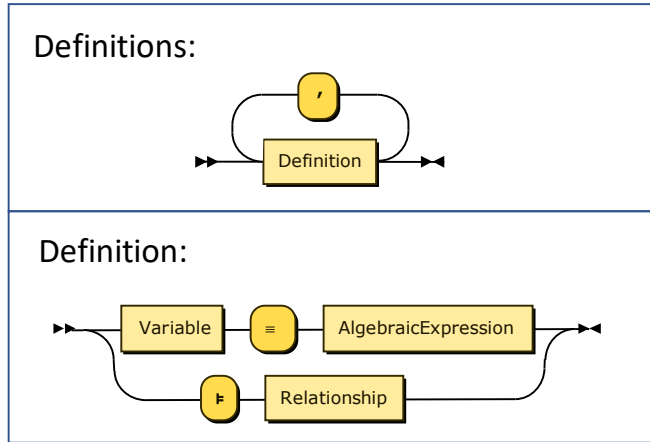 Definitions:
,
Definition
Definition:
Variable ≡ AlgebraicExpression
⊧ Relationship